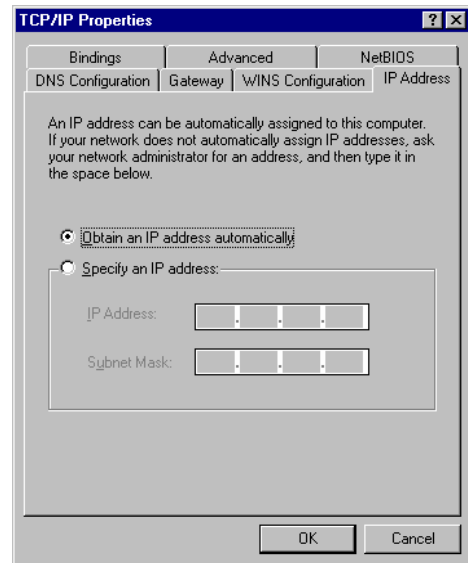 TCP/IP Properties
Bindings Advanced NetBIOS
DNS Configuration Gateway WINS Configuration IP Address
An IP address can be automatically assigned to this computer.
If your network does not automatically assign IP addresses, ask
your network administrator for an address, and then type it in
the space below.
Obtain an IP address automatically
Specify an IP address:
IP Address:
Subnet Mask:
OK Cancel